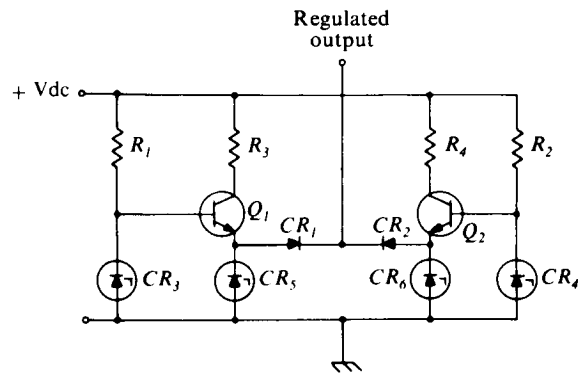 Regulated
output
+ Vdc
R1
R3
R4
R2
Q1
CR1
CR2
Q2
CR3
CR5
CR6
CR4